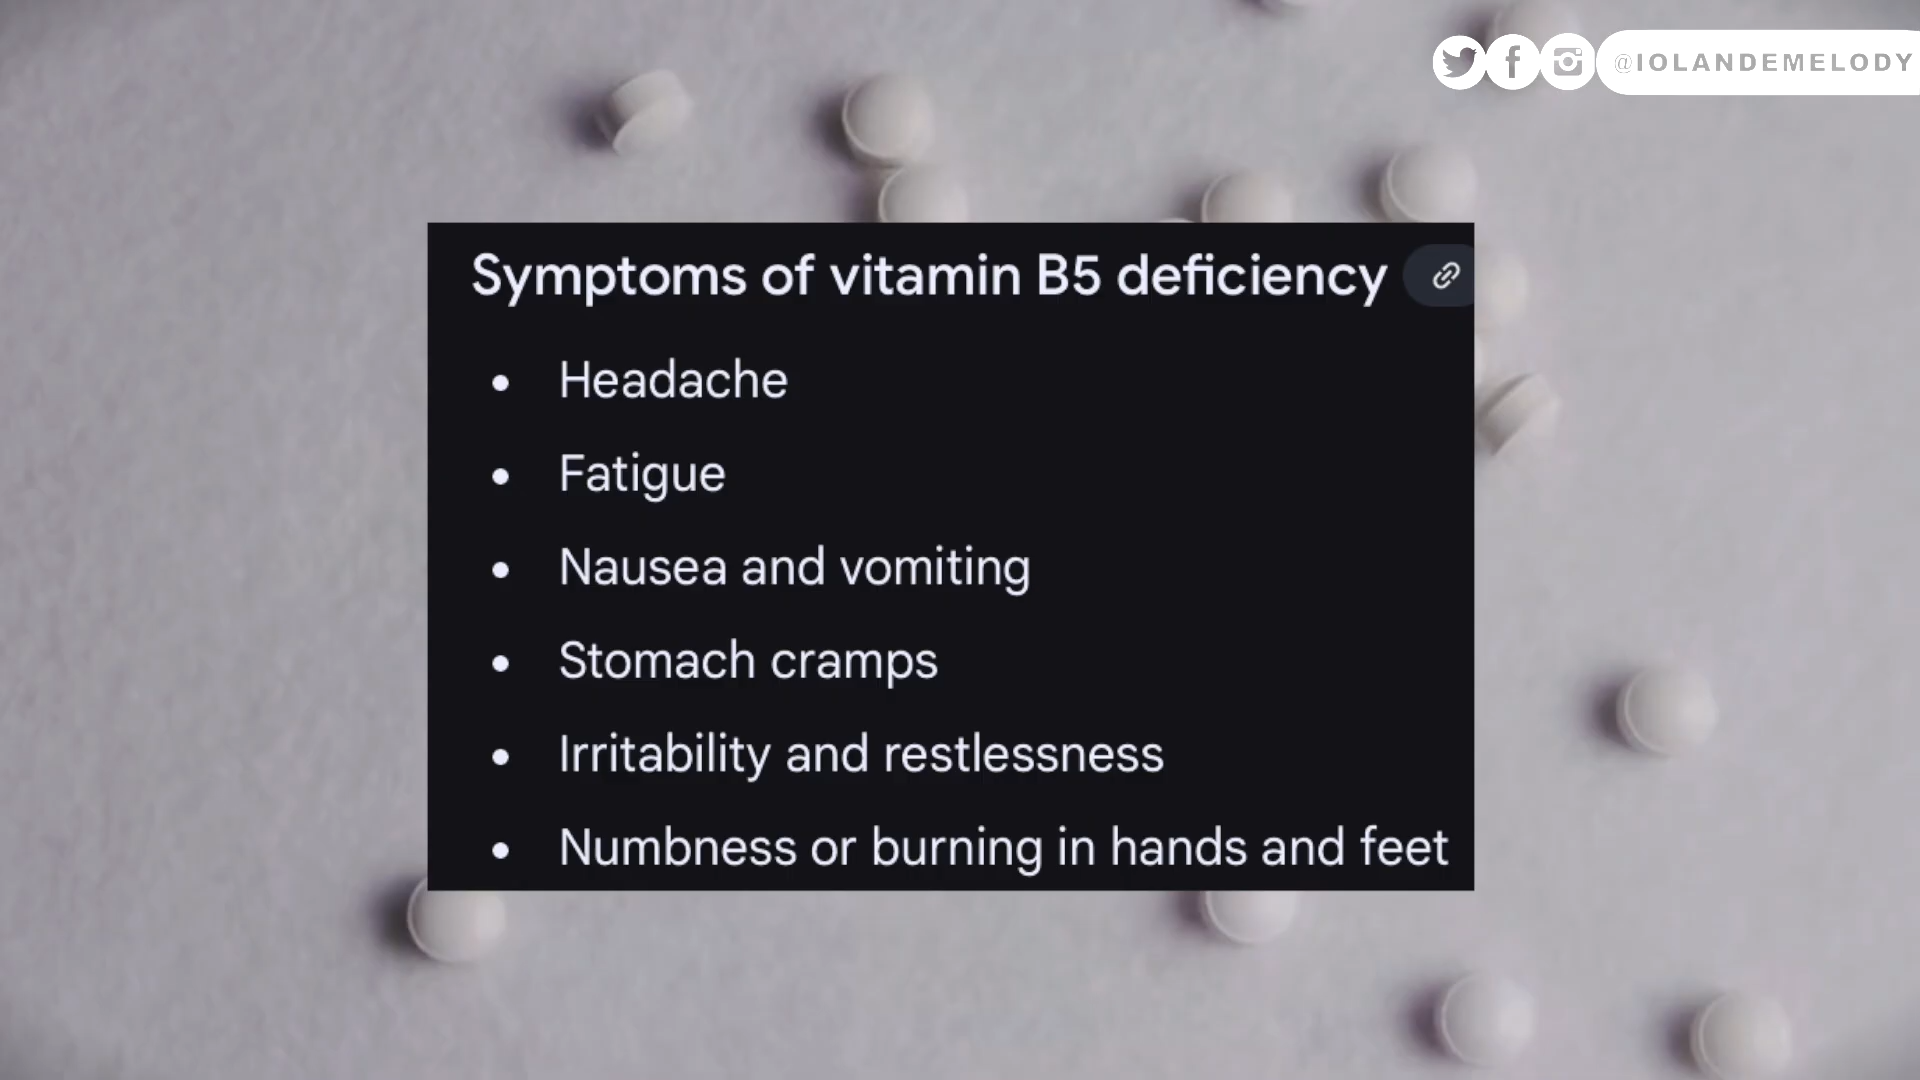 @IOLANDEMELODY
Symptoms of vitamin B5 deficiency
• Headache
• Fatigue
• Nausea and vomiting
• Stomach cramps
• Irritability and restlessness
• Numbness or burning in hands and feet